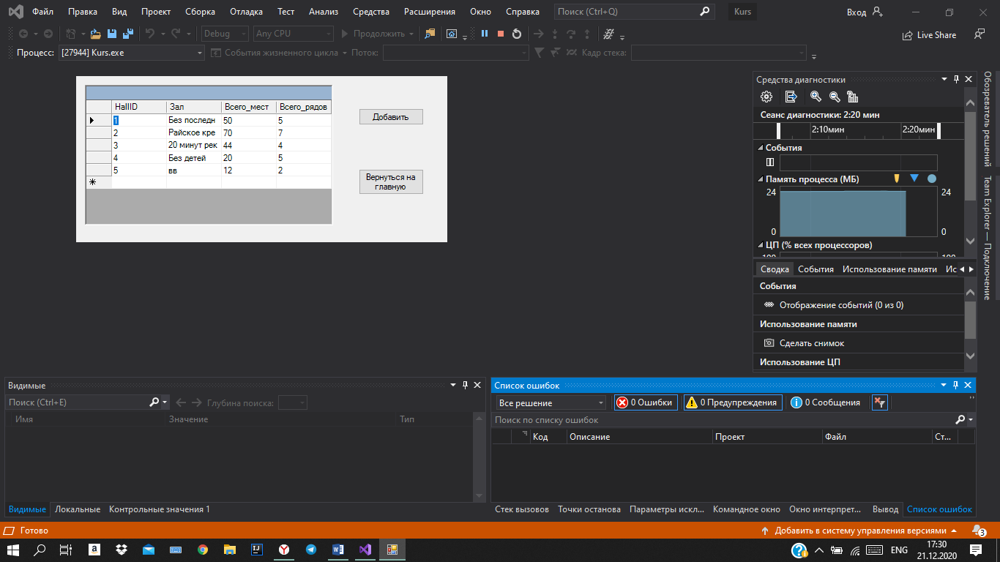 Файл Правка Вид Проект Сборка Отладка Тест Анализ Средства Расширения Окно Справка Поиск (Ctrl+Q) Kurs Вход
Debug Any CPU Продолжить Live Share
Процесс: [27944] Kurs.exe События жизненного цикла Поток: Кадр стека:
HallID Зал Всего_мест Всего_рядов
1 Без последн 50 5
2 Райское кре 70 7
3 20 минут рек 44 4
4 Без детей 20 5
5 вв 12 2
Добавить
Вернуться на
главную
Средства диагностики
Сеанс диагностики: 2:20 мин
2:10мин 2:20мин
События
Память процесса (МБ)
24 24
0 0
ЦП (% всех процессоров)
100 100
Сводка События Использование памяти Ис
События
Отображение событий (0 из 0)
Использование памяти
Сделать снимок
Использование ЦП
Обозреватель решений
Team Explorer — Подключение
Видимые
Поиск (Ctrl+E) Глубина поиска:
Имя Значение Тип
Видимые Локальные Контрольные значения 1
Список ошибок
Все решение 0 Ошибки 0 Предупреждения 0 Сообщения
Поиск по списку ошибок
Код Описание Проект Файл Ст...
Стек вызовов Точки останова Параметры искл... Командное окно Окно интерпрет... Вывод Список ошибок
Готово Добавить в систему управления версиями 3
ENG 17:30
21.12.2020